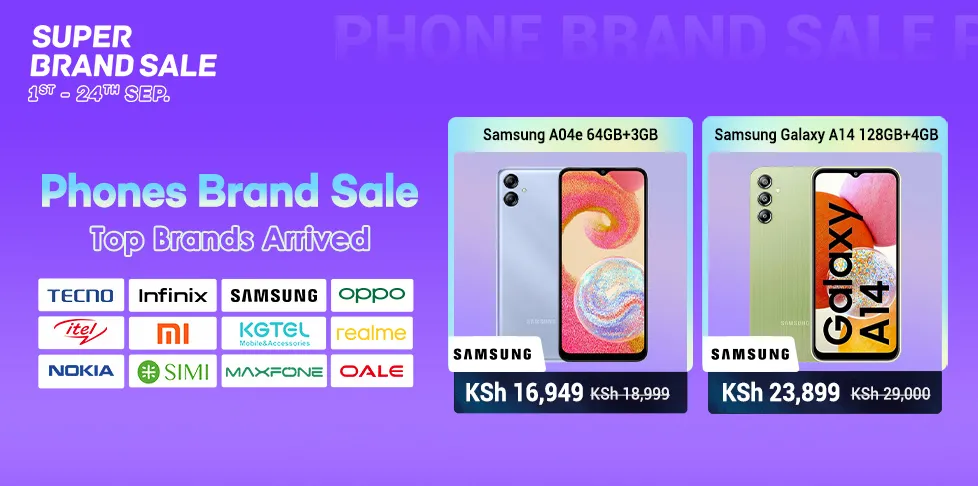 SUPER
BRAND SALE
1ST - 24TH SEP.
PHONE BRAND SALE P
Phones Brand Sale
Top Brands Arrived
TECNO
Infinix
SAMSUNG
oppo
itel
MI
KGTEL
Mobile&Accessories
realme
NOKIA
SIMI
MAXFONE
OALE
Samsung A04e 64GB+3GB
SAMSUNG
SAMSUNG
KSh 16,949 KSh 18,999
Samsung Galaxy A14 128GB+4GB
Galaxy
A14
SAMSUNG
SAMSUNG
KSh 23,899 KSh 29,000